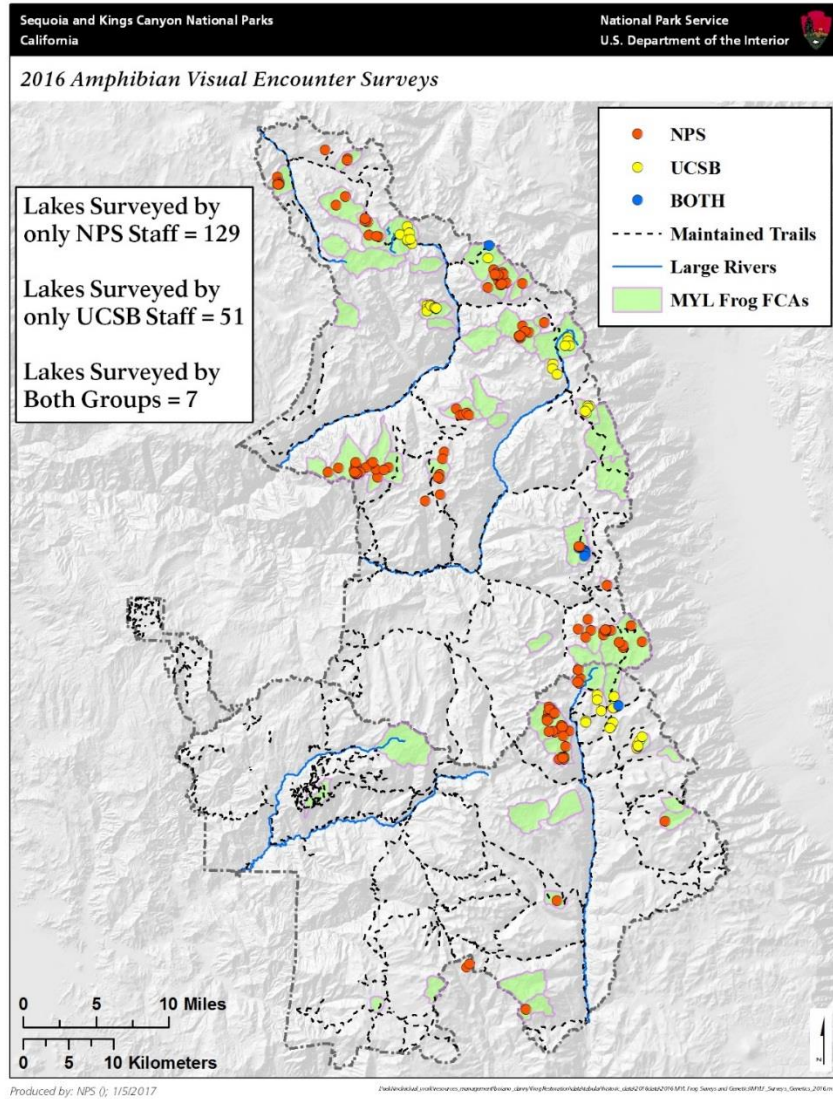 Sequoia and Kings Canyon National Parks
California
National Park Service
U.S. Department of the Interior
2016 Amphibian Visual Encounter Surveys
NPS
UCSB
BOTH
Maintained Trails
Large Rivers
MYL Frog FCAs
Lakes Surveyed by
only NPS Staff = 129
Lakes Surveyed by
only UCSB Staff = 51
Lakes Surveyed by
Both Groups = 7
0 5 10 Miles
0 5 10 Kilometers
N
Produced by: NPS (); 1/5/2017